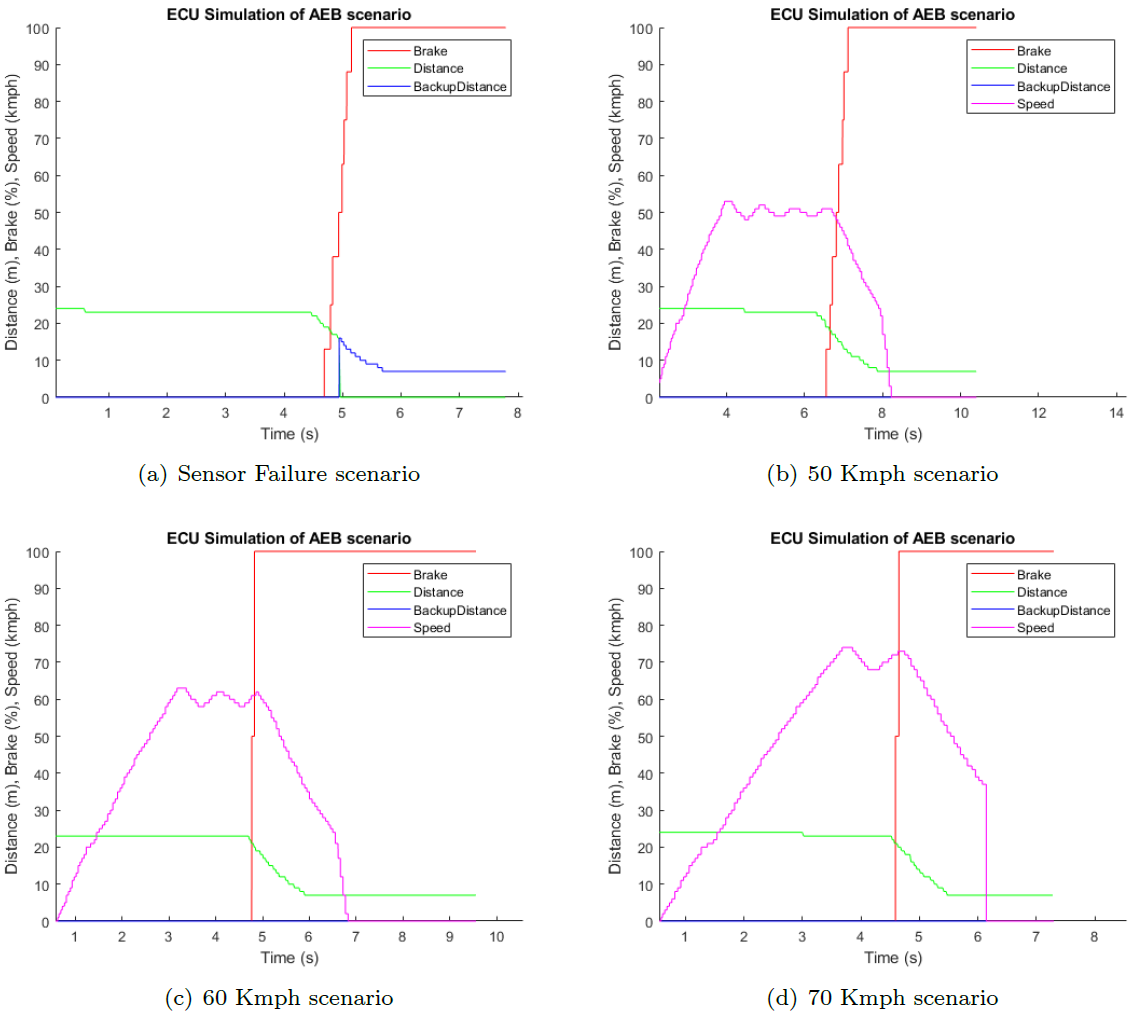 ECU Simulation of AEB scenario
Distance (m), Brake (%), Speed (kmph)
100
90
80
70
60
50
40
30
20
10
0
Brake
Distance
BackupDistance
1 2 3 4 5 6 7 8
Time (s)
(a) Sensor Failure scenario
ECU Simulation of AEB scenario
Distance (m), Brake (%), Speed (kmph)
100
90
80
70
60
50
40
30
20
10
0
Brake
Distance
BackupDistance
Speed
4 6 8 10 12 14
Time (s)
(b) 50 Kmph scenario
ECU Simulation of AEB scenario
Distance (m), Brake (%), Speed (kmph)
100
90
80
70
60
50
40
30
20
10
0
Brake
Distance
BackupDistance
Speed
1 2 3 4 5 6 7 8 9 10
Time (s)
(c) 60 Kmph scenario
ECU Simulation of AEB scenario
Distance (m), Brake (%), Speed (kmph)
100
90
80
70
60
50
40
30
20
10
0
Brake
Distance
BackupDistance
Speed
1 2 3 4 5 6 7 8
Time (s)
(d) 70 Kmph scenario